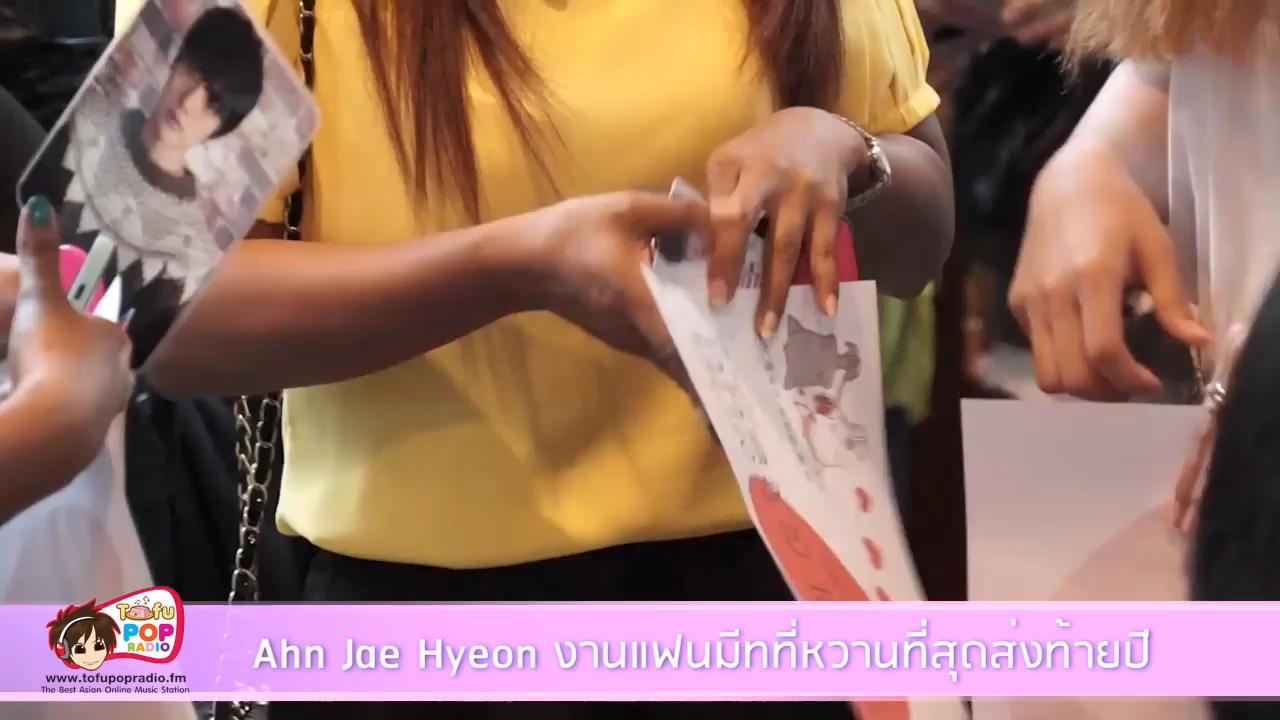 Tofu
POP
RADIO
www.tofupopradio.fm
The Best Asian Online Music Station
Ahn Jae Hyeon งานแฟนมีทที่หวานที่สุดส่งท้ายปี